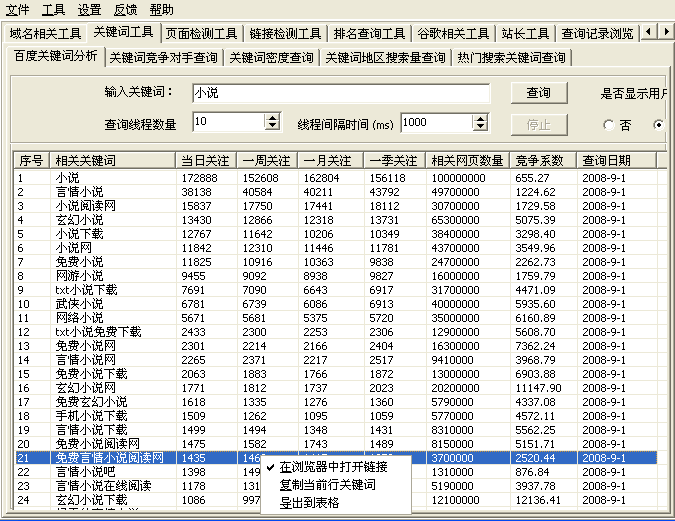 文件 工具 设置 反馈 帮助
域名相关工具 关键词工具 页面检测工具 链接检测工具 排名查询工具 谷歌相关工具 站长工具 查询记录浏览
百度关键词分析 关键词竞争对手查询 关键词密度查询 关键词地区搜索量查询 热门搜索关键词查询
输入关键词： 小说 查询 是否显示用户
查询线程数量 10 线程间隔时间 (ms) 1000 停止 否
序号 相关关键词 当日关注 一周关注 一月关注 一季关注 相关网页数量 竞争系数 查询日期
1 小说 172888 152608 162804 156118 100000000 655.27 2008-9-1
2 言情小说 38138 40584 40211 43792 49700000 1224.62 2008-9-1
3 小说阅读网 15837 17750 17441 18112 30700000 1729.58 2008-9-1
4 玄幻小说 13430 12866 12318 13731 65300000 5075.39 2008-9-1
5 小说下载 12767 11642 10206 10349 38400000 3298.40 2008-9-1
6 小说网 11842 12310 11446 11781 43700000 3549.96 2008-9-1
7 免费小说 11825 10916 10363 9838 24700000 2262.73 2008-9-1
8 网游小说 9455 9092 8938 9827 16000000 1759.79 2008-9-1
9 txt小说下载 7691 7090 6643 6917 31700000 4471.09 2008-9-1
10 武侠小说 6781 6739 6086 6913 40000000 5935.60 2008-9-1
11 网络小说 5671 5681 5375 5720 35000000 6160.89 2008-9-1
12 txt小说免费下载 2433 2300 2253 2306 12900000 5608.70 2008-9-1
13 免费小说网 2301 2214 2166 2404 16300000 7362.24 2008-9-1
14 言情小说网 2265 2371 2217 2517 9410000 3968.79 2008-9-1
15 免费小说下载 2063 1883 1766 1872 13000000 6903.88 2008-9-1
16 玄幻小说网 1771 1812 1737 2023 20200000 11147.90 2008-9-1
17 免费玄幻小说 1618 1335 1276 1360 5790000 4337.08 2008-9-1
18 手机小说下载 1509 1262 1095 1059 5770000 4572.11 2008-9-1
19 言情小说下载 1499 1494 1348 1431 8310000 5562.25 2008-9-1
20 免费小说阅读网 1475 1582 1743 1489 8150000 5151.71 2008-9-1
21 免费言情小说阅读网 1435 3700000 2520.44 2008-9-1
22 言情小说吧 1398 1310000 876.84 2008-9-1
23 言情小说在线阅读 1178 5190000 3937.78 2008-9-1
24 玄幻小说下载 1086 997 12100000 12136.41 2008-9-1
在浏览器中打开链接
复制当前行关键词
导出到表格